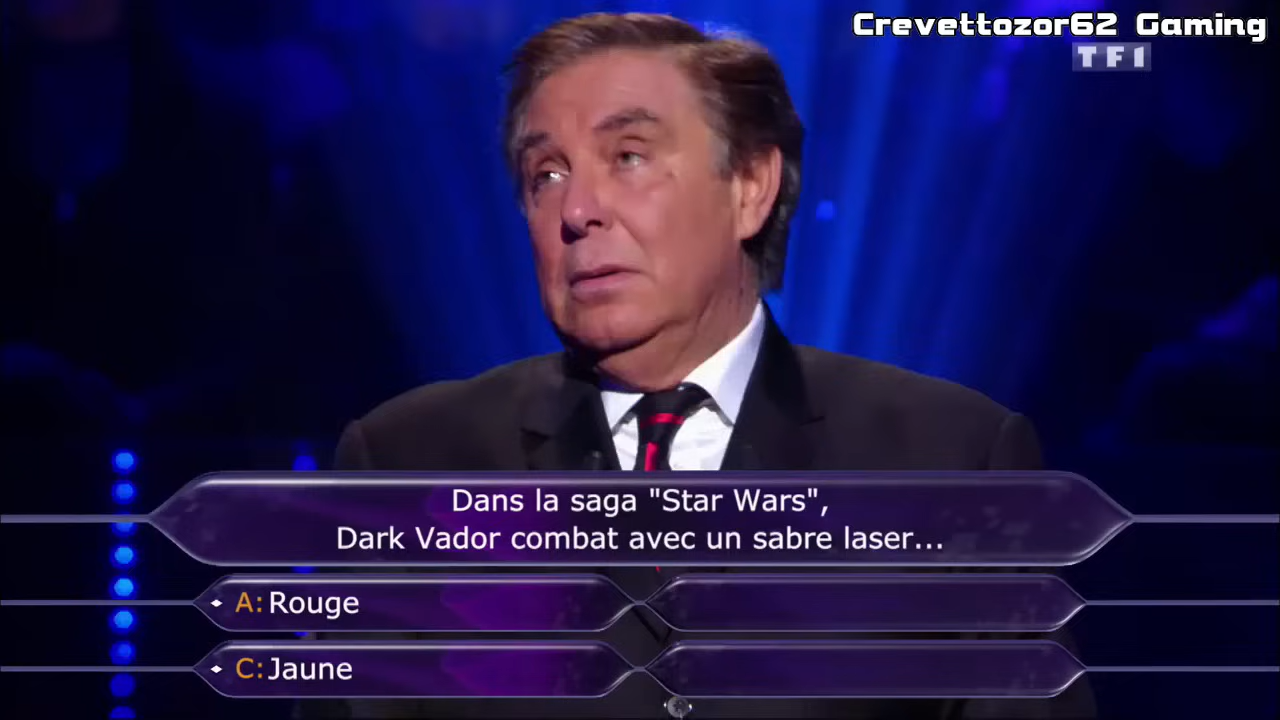 Crevettozor62 Gaming
TF1
Dans la saga "Star Wars",
Dark Vador combat avec un sabre laser...
A: Rouge
C: Jaune